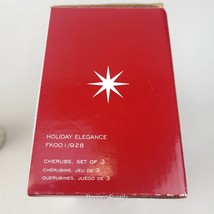 HOLIDAY ELEGANCE
FK001/928
CHERUBS, SET OF 3
CHÉRUBINS, JEU DE 3
QUERUBINES, JUEGO DE 3